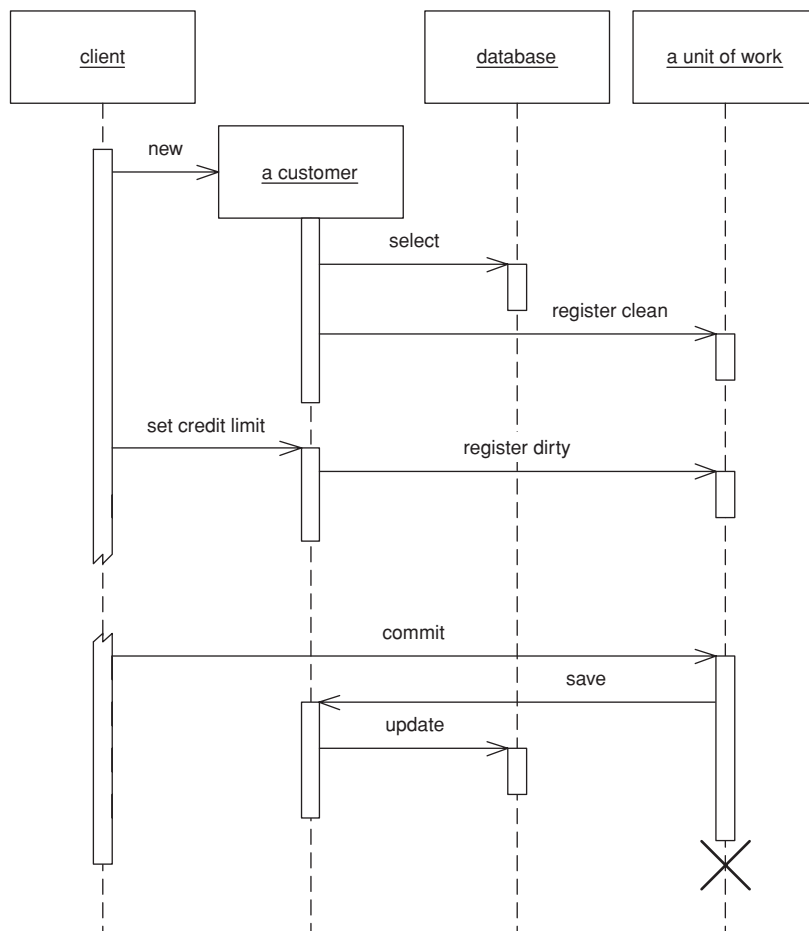 client
database
a unit of work
new
a customer
select
register clean
set credit limit
register dirty
commit
save
update